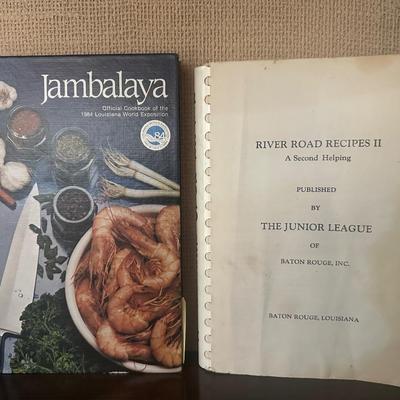 Jambalaya
Official Cookbook of the
1984 Louisiana World Exposition
84
RIVER ROAD RECIPES II
A Second Helping
PUBLISHED
BY
THE JUNIOR LEAGUE
OF
BATON ROUGE, INC.
BATON ROUGE, LOUISIANA